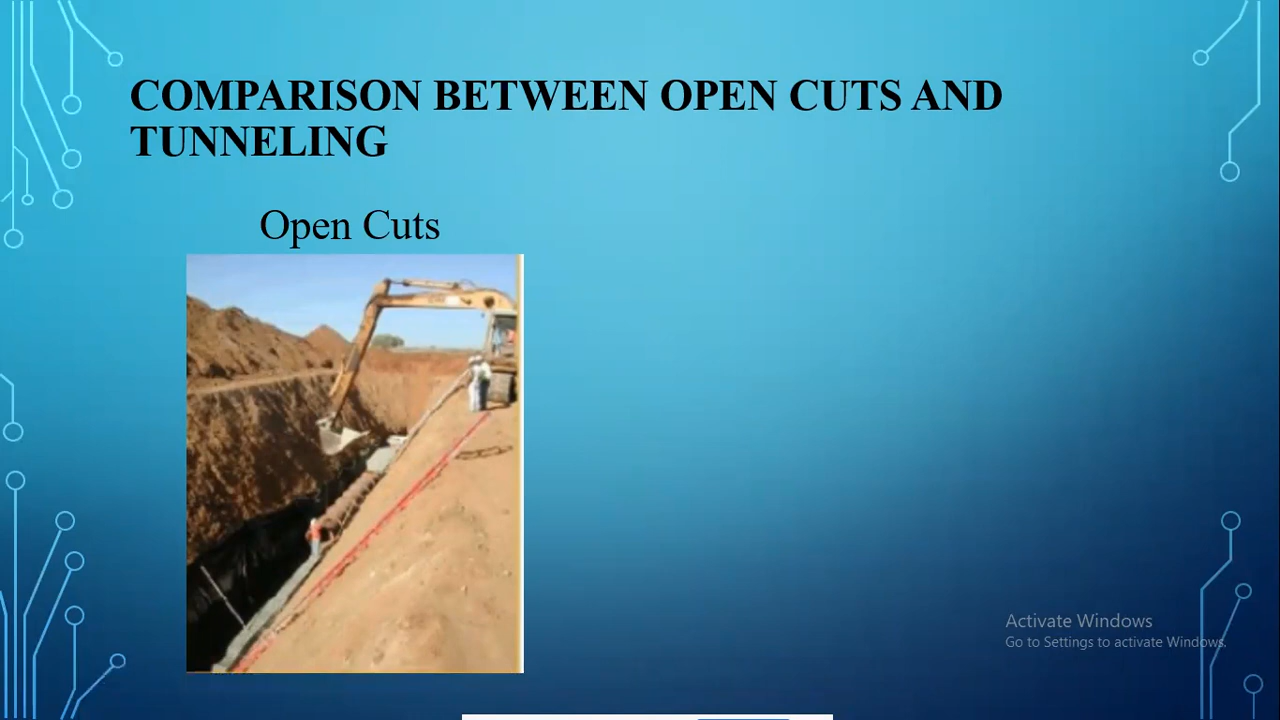 COMPARISON BETWEEN OPEN CUTS AND
TUNNELING
Open Cuts
Activate Windows
Go to Settings to activate Windows.